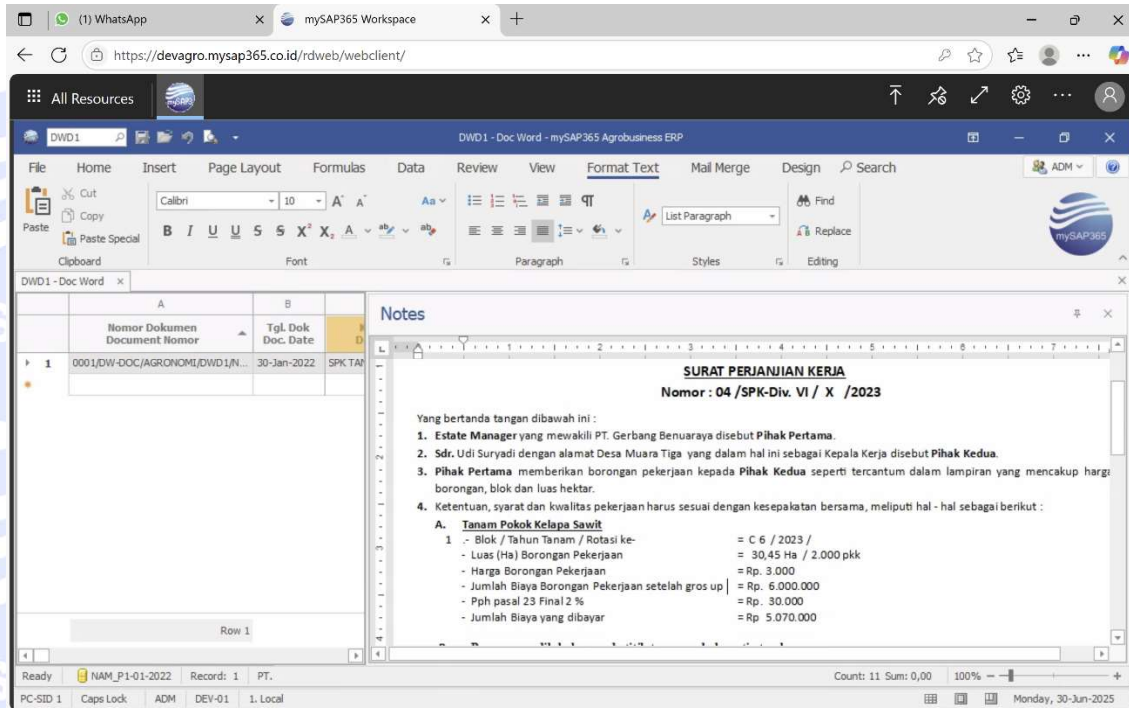 (1) WhatsApp
mySAP365 Workspace
https://devagro.mysap365.co.id/rdweb/webclient/
All Resources
DWD1
DWD1 - Doc Word - mySAP365 Agrobusiness ERP
File Home Insert Page Layout Formulas Data Review View Format Text Mail Merge Design Search ADM
Paste
Cut
Copy
Paste Special
Calibri 10
List Paragraph
Find
Replace
mySAP365
Clipboard Font Paragraph Styles Editing
DWD1 - Doc Word
A B
Nomor Dokumen
Document Nomor
Tgl. Dok
Doc. Date
1 0001/DW-DOC/AGRONOMI/DWD1/N... 30-Jan-2022 SPK TAN
Row 1
Notes
1 2 3 4 5 6 7
SURAT PERJANJIAN KERJA
Nomor : 04 /SPK-Div. VI / X /2023
Yang bertanda tangan dibawah ini :
1. Estate Manager yang mewakili PT. Gerbang Benuaraya disebut Pihak Pertama.
2. Sdr. Udi Suryadi dengan alamat Desa Muara Tiga yang dalam hal ini sebagai Kepala Kerja disebut Pihak Kedua.
3. Pihak Pertama memberikan borongan pekerjaan kepada Pihak Kedua seperti tercantum dalam lampiran yang mencakup harga
borongan, blok dan luas hektar.
4. Ketentuan, syarat dan kwalitas pekerjaan harus sesuai dengan kesepakatan bersama, meliputi hal - hal sebagai berikut :
A. Tanam Pokok Kelapa Sawit
1 .- Blok / Tahun Tanam / Rotasi ke- = C 6 / 2023 /
- Luas (Ha) Borongan Pekerjaan = 30,45 Ha / 2.000 pkk
- Harga Borongan Pekerjaan = Rp. 3.000
- Jumlah Biaya Borongan Pekerjaan setelah gros up = Rp. 6.000.000
- Pph pasal 23 Final 2 % = Rp. 30.000
- Jumlah Biaya yang dibayar = Rp 5.070.000
Ready NAM_P1-01-2022 Record: 1 PT. Count: 11 Sum: 0,00 100%
PC-SID 1 Caps Lock ADM DEV-01 1. Local Monday, 30-Jun-2025